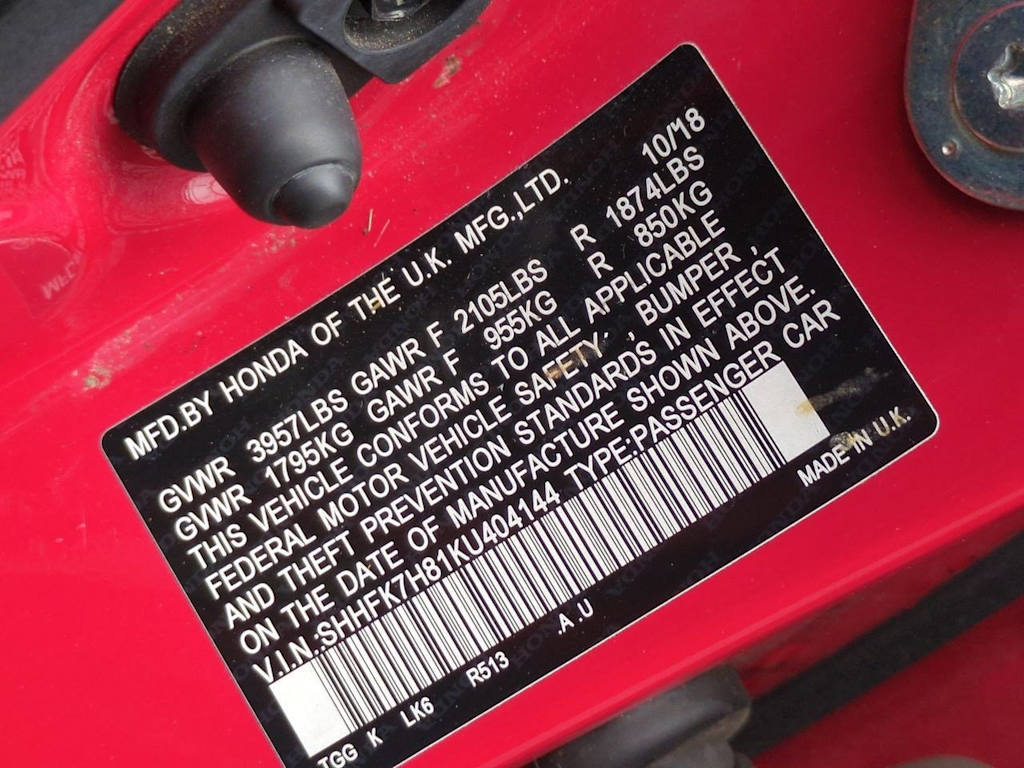 MFD.BY HONDA OF THE U.K. MFG.,LTD. 10/18
GVWR 3957LBS GAWR F 2105LBS R 1874LBS
GVWR 1795KG GAWR F 955KG R 850KG
THIS VEHICLE CONFORMS TO ALL APPLICABLE
FEDERAL MOTOR VEHICLE SAFETY, BUMPER,
AND THEFT PREVENTION STANDARDS IN EFFECT
ON THE DATE OF MANUFACTURE SHOWN ABOVE.
V.I.N.:SHHFK7H81KU404144 TYPE:PASSENGER CAR
MADE IN U.K.
TGG K LK6 R513 .A .U